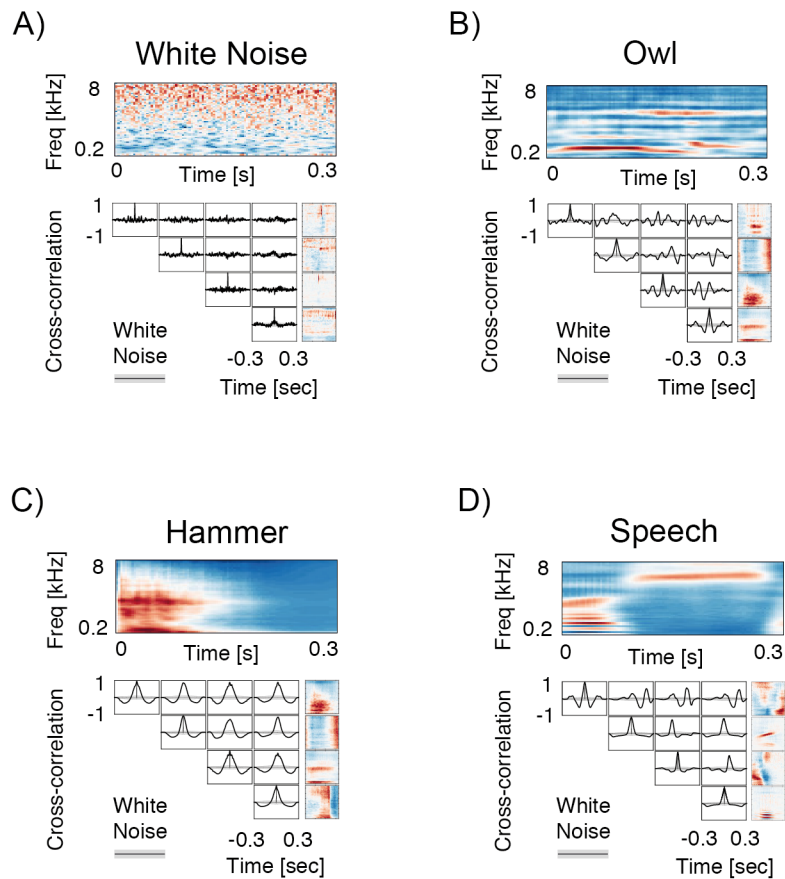 A)
White Noise
Freq [kHz]
8
0.2
0
Time [s]
0.3
Cross-correlation
1
-1
White
Noise
-0.3
0.3
Time [sec]
B)
Owl
Freq [kHz]
8
0.2
0
Time [s]
0.3
Cross-correlation
1
-1
White
Noise
-0.3
0.3
Time [sec]
C)
Hammer
Freq [kHz]
8
0.2
0
Time [s]
0.3
Cross-correlation
1
-1
White
Noise
-0.3
0.3
Time [sec]
D)
Speech
Freq [kHz]
8
0.2
0
Time [s]
0.3
Cross-correlation
1
-1
White
Noise
-0.3
0.3
Time [sec]